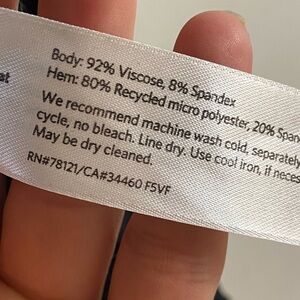 Body: 92% Viscose, 8% Spandex
Hem: 80% Recycled micro polyester, 20% Span
at
We recommend machine wash cold, separately
cycle, no bleach. Line dry. Use cool iron, if neces
May be dry cleaned.
RN#78121/CA#34460 F5VF